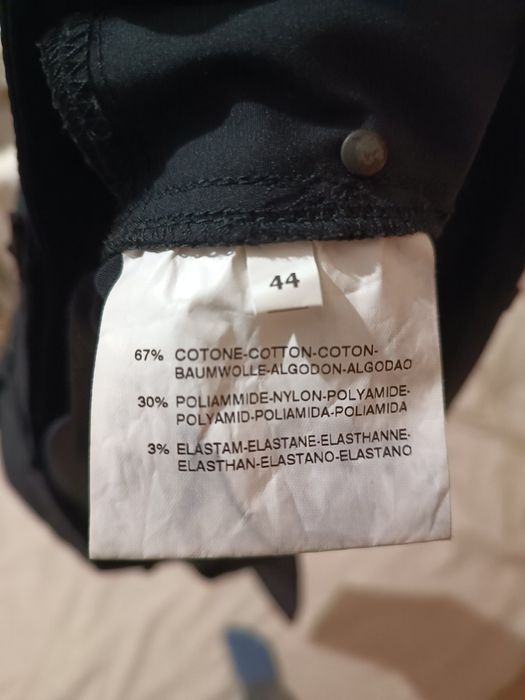 44
67% COTONE-COTTON-COTON-
BAUMWOLLE-ALGODON-ALGODAO
30% POLIAMMIDE-NYLON-POLYAMIDE-
POLYAMID-POLIAMIDA-POLIAMIDA
3% ELASTAM-ELASTANE-ELASTHANNE-
ELASTHAN-ELASTANO-ELASTANO